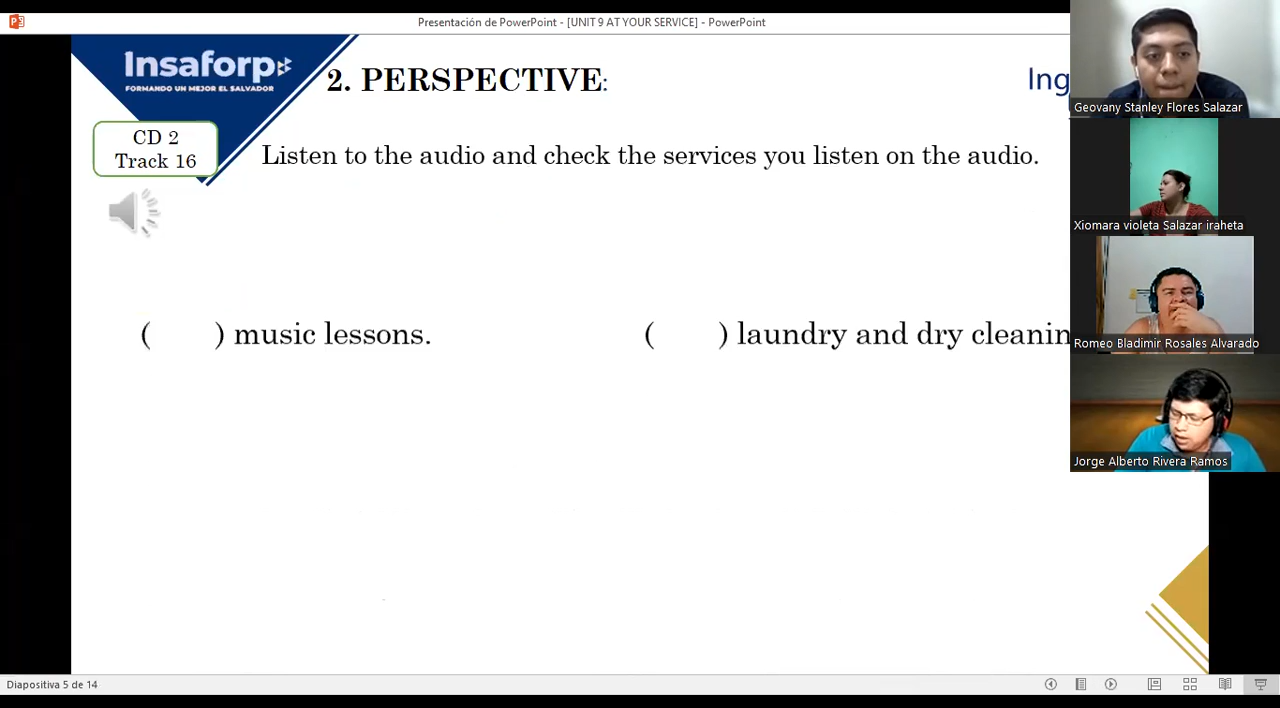 Presentación de PowerPoint - [UNIT 9 AT YOUR SERVICE] - PowerPoint
Insaforp
FORMANDO UN MEJOR EL SALVADOR
2. PERSPECTIVE:
Ing
CD 2
Track 16
Listen to the audio and check the services you listen on the audio.
( ) music lessons.
( ) laundry and dry cleanin
Geovany Stanley Flores Salazar
Xiomara violeta Salazar iraheta
Romeo Bladimir Rosales Alvarado
Jorge Alberto Rivera Ramos
Diapositiva 5 de 14